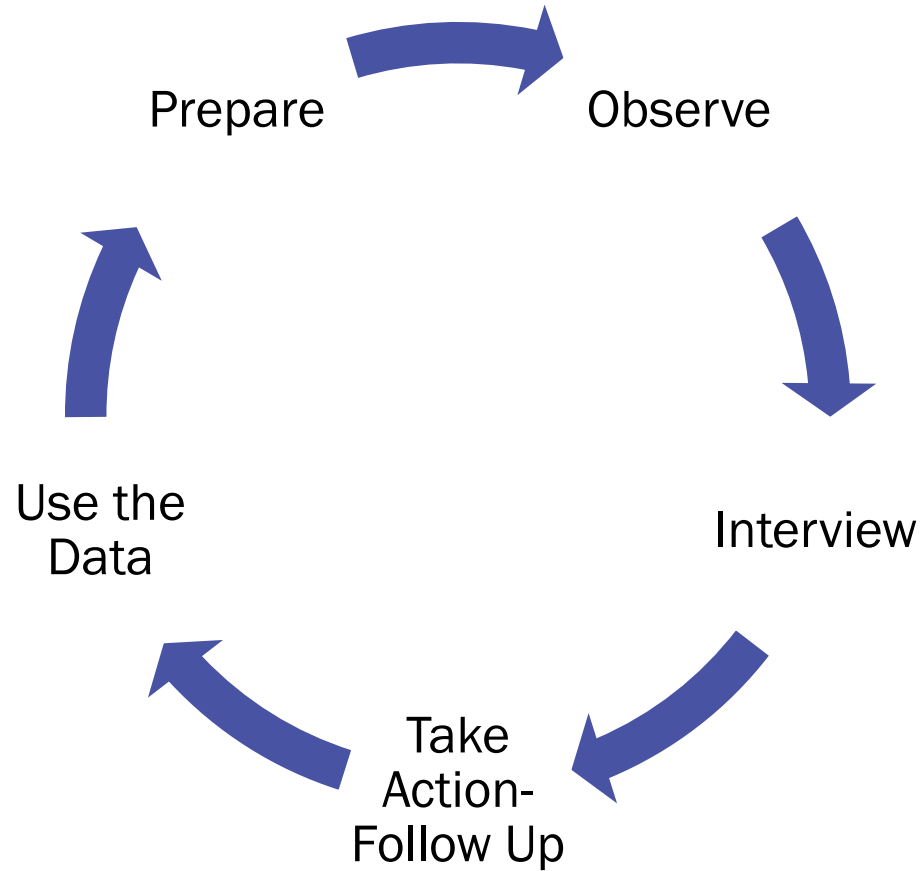 Prepare
Observe
Interview
Take
Action-
Follow Up
Use the
Data